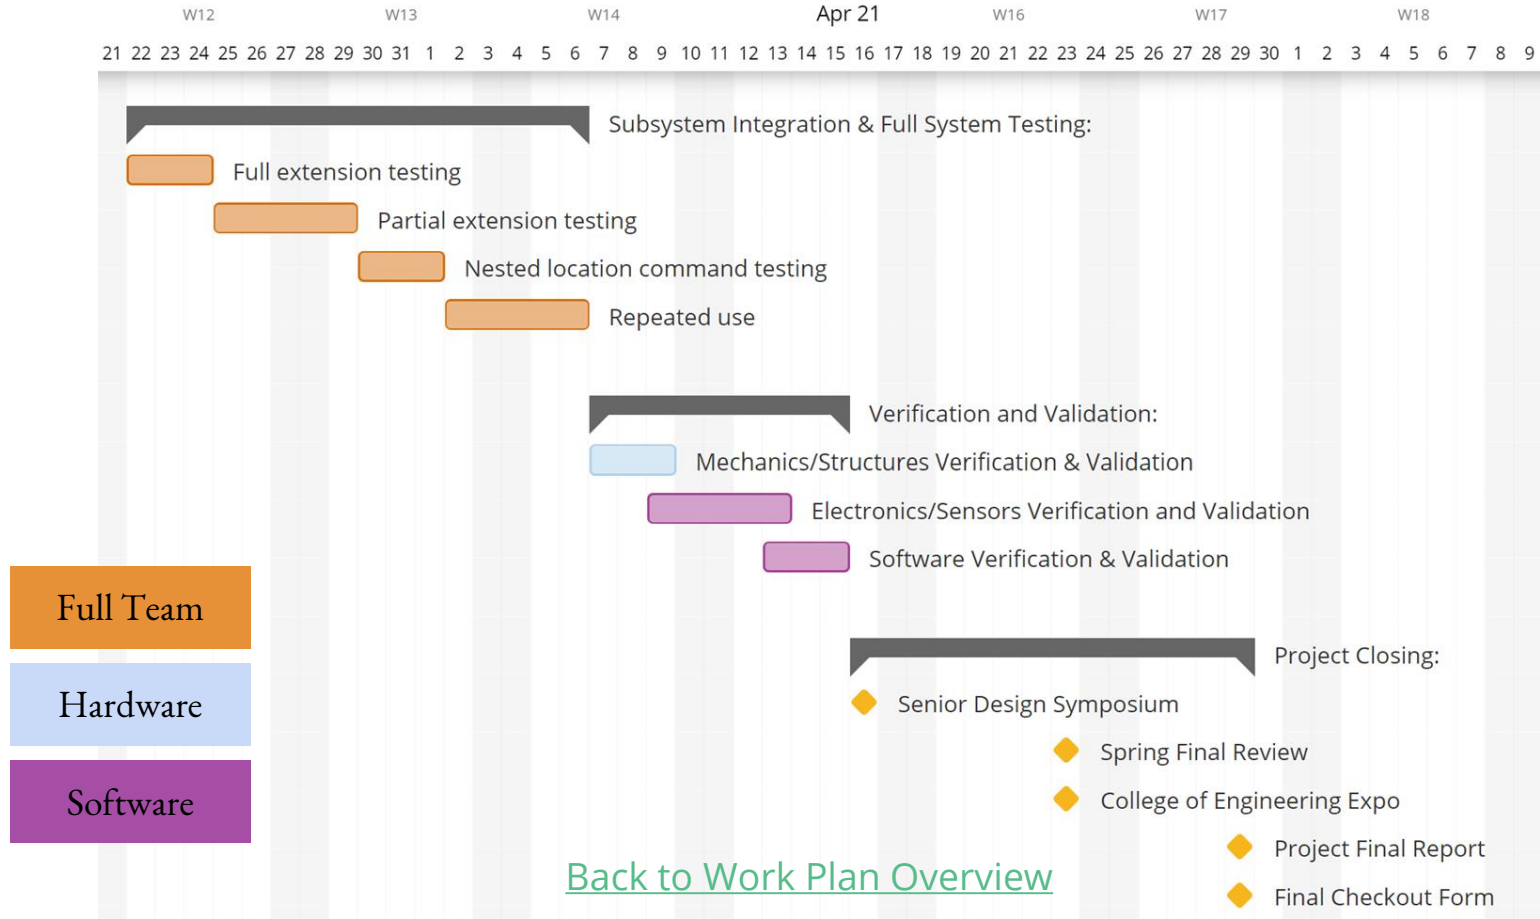 W12 W13 W14 Apr 21 W16 W17 W18
21 22 23 24 25 26 27 28 29 30 31 1 2 3 4 5 6 7 8 9 10 11 12 13 14 15 16 17 18 19 20 21 22 23 24 25 26 27 28 29 30 1 2 3 4 5 6 7 8 9
Subsystem Integration & Full System Testing:
Full extension testing
Partial extension testing
Nested location command testing
Repeated use
Verification and Validation:
Mechanics/Structures Verification & Validation
Electronics/Sensors Verification and Validation
Software Verification & Validation
Full Team
Project Closing:
Hardware
Senior Design Symposium
Spring Final Review
Software
College of Engineering Expo
Project Final Report
Back to Work Plan Overview
Final Checkout Form